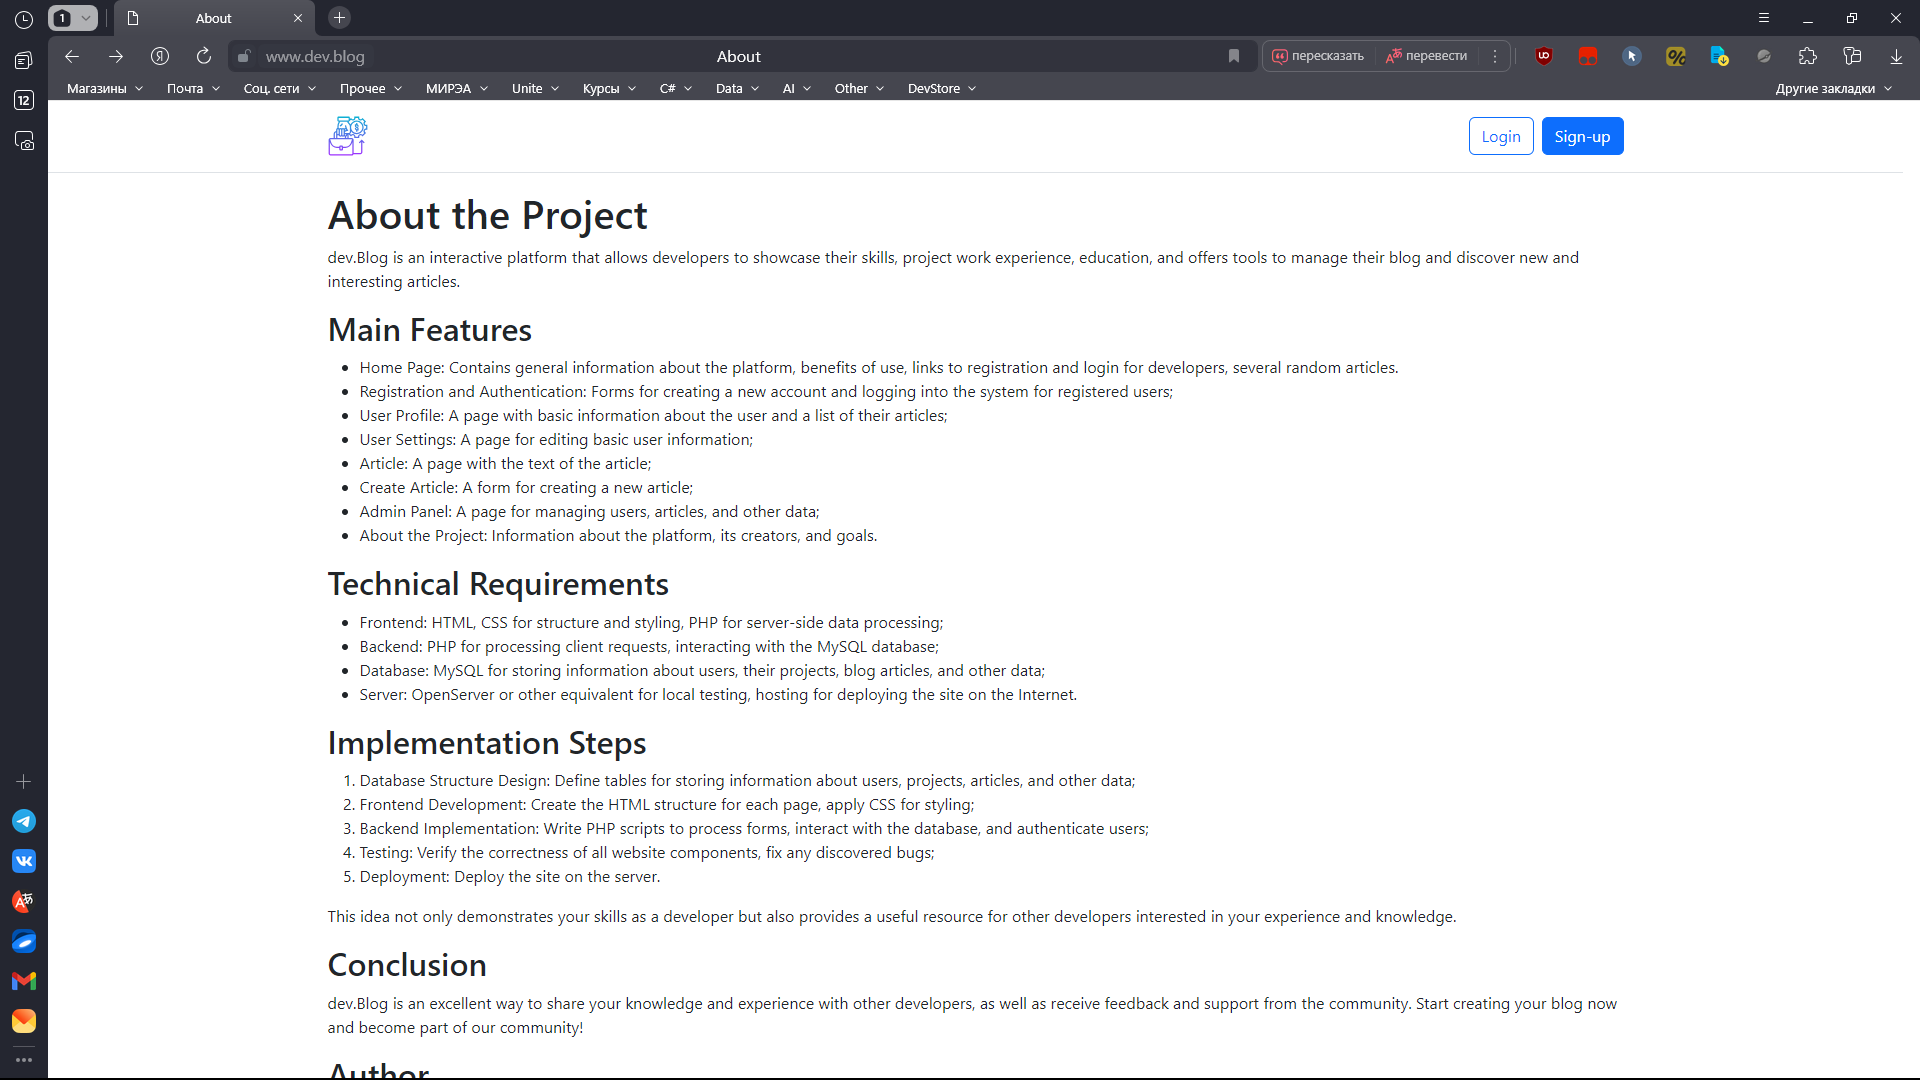 1
About
www.dev.blog
About
пересказать
перевести
12
Магазины
Почта
Соц. сети
Прочее
МИРЭА
Unite
Курсы
C#
Data
AI
Other
DevStore
Другие закладки
Login
Sign-up
About the Project
dev.Blog is an interactive platform that allows developers to showcase their skills, project work experience, education, and offers tools to manage their blog and discover new and
interesting articles.
Main Features
• Home Page: Contains general information about the platform, benefits of use, links to registration and login for developers, several random articles.
• Registration and Authentication: Forms for creating a new account and logging into the system for registered users;
• User Profile: A page with basic information about the user and a list of their articles;
• User Settings: A page for editing basic user information;
• Article: A page with the text of the article;
• Create Article: A form for creating a new article;
• Admin Panel: A page for managing users, articles, and other data;
• About the Project: Information about the platform, its creators, and goals.
Technical Requirements
• Frontend: HTML, CSS for structure and styling, PHP for server-side data processing;
• Backend: PHP for processing client requests, interacting with the MySQL database;
• Database: MySQL for storing information about users, their projects, blog articles, and other data;
• Server: OpenServer or other equivalent for local testing, hosting for deploying the site on the Internet.
Implementation Steps
1. Database Structure Design: Define tables for storing information about users, projects, articles, and other data;
2. Frontend Development: Create the HTML structure for each page, apply CSS for styling;
3. Backend Implementation: Write PHP scripts to process forms, interact with the database, and authenticate users;
4. Testing: Verify the correctness of all website components, fix any discovered bugs;
5. Deployment: Deploy the site on the server.
This idea not only demonstrates your skills as a developer but also provides a useful resource for other developers interested in your experience and knowledge.
Conclusion
dev.Blog is an excellent way to share your knowledge and experience with other developers, as well as receive feedback and support from the community. Start creating your blog now
and become part of our community!
Author